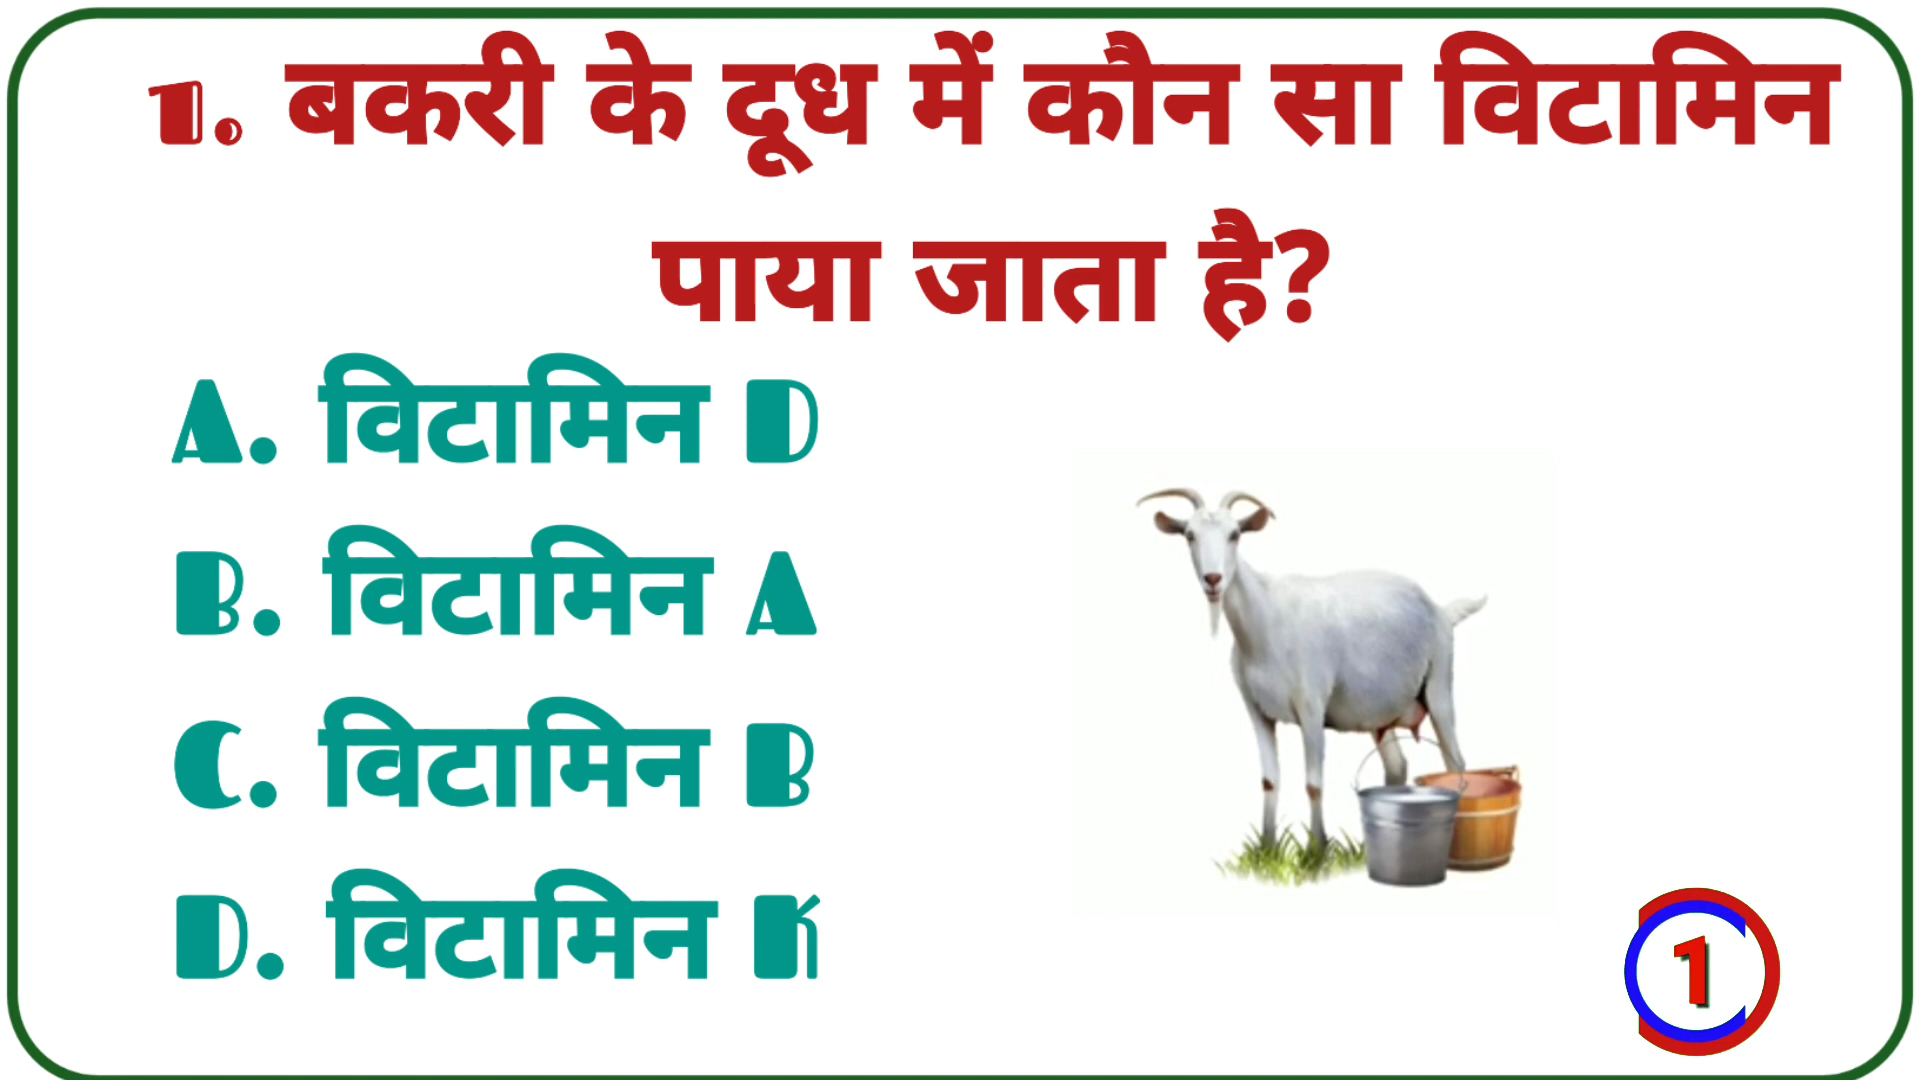 1. बकरी के दूध में कौन सा विटामिन
पाया जाता है?
A. विटामिन D
B. विटामिन A
C. विटामिन B
D. विटामिन K
1